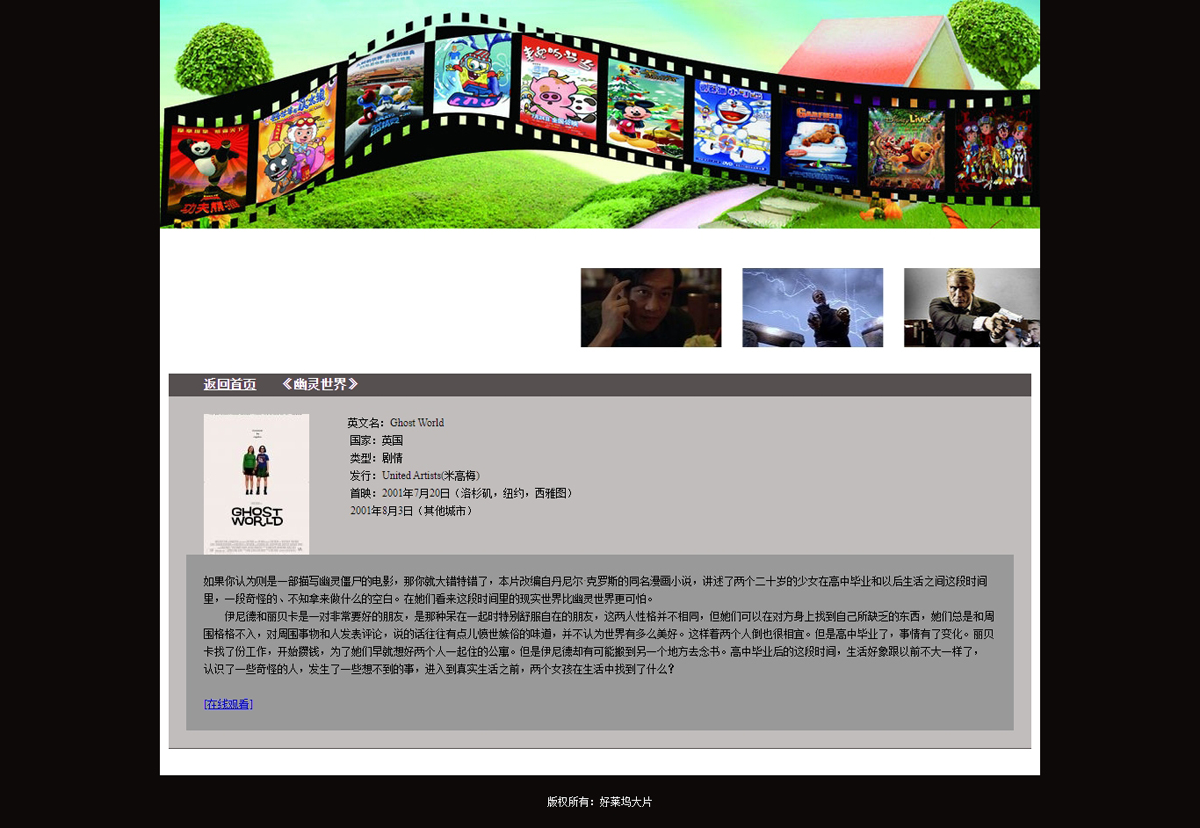 功夫熊猫
GARFIELD
Live!
返回首页 《幽灵世界》
GHOST
WORLD
英文名：Ghost World
国家：英国
类型：剧情
发行：United Artists(米高梅)
首映：2001年7月20日（洛杉矶，纽约，西雅图）
2001年8月3日（其他城市）
如果你认为则是一部描写幽灵僵尸的电影，那你就大错特错了，本片改编自丹尼尔·克罗斯的同名漫画小说，讲述了两个二十岁的少女在高中毕业和以后生活之间这段时间
里，一段奇怪的、不知拿来做什么的空白。在她们看来这段时间里的现实世界比幽灵世界更可怕。
伊尼德和丽贝卡是一对非常要好的朋友，是那种呆在一起时特别舒服自在的朋友，这两人性格并不相同，但她们可以在对方身上找到自己所缺乏的东西，她们总是和周
围格格不入，对周围事物和人发表评论，说的话往往有点儿愤世嫉俗的味道，并不认为世界有多么美好。这样着两个人倒也很相宜。但是高中毕业了，事情有了变化。丽贝
卡找了份工作，开始攒钱，为了她们早就想好两个人一起住的公寓。但是伊尼德却有可能搬到另一个地方去念书。高中毕业后的这段时间，生活好象跟以前不大一样了，
认识了一些奇怪的人，发生了一些想不到的事，进入到真实生活之前，两个女孩在生活中找到了什么？
[在线观看]
版权所有：好莱坞大片